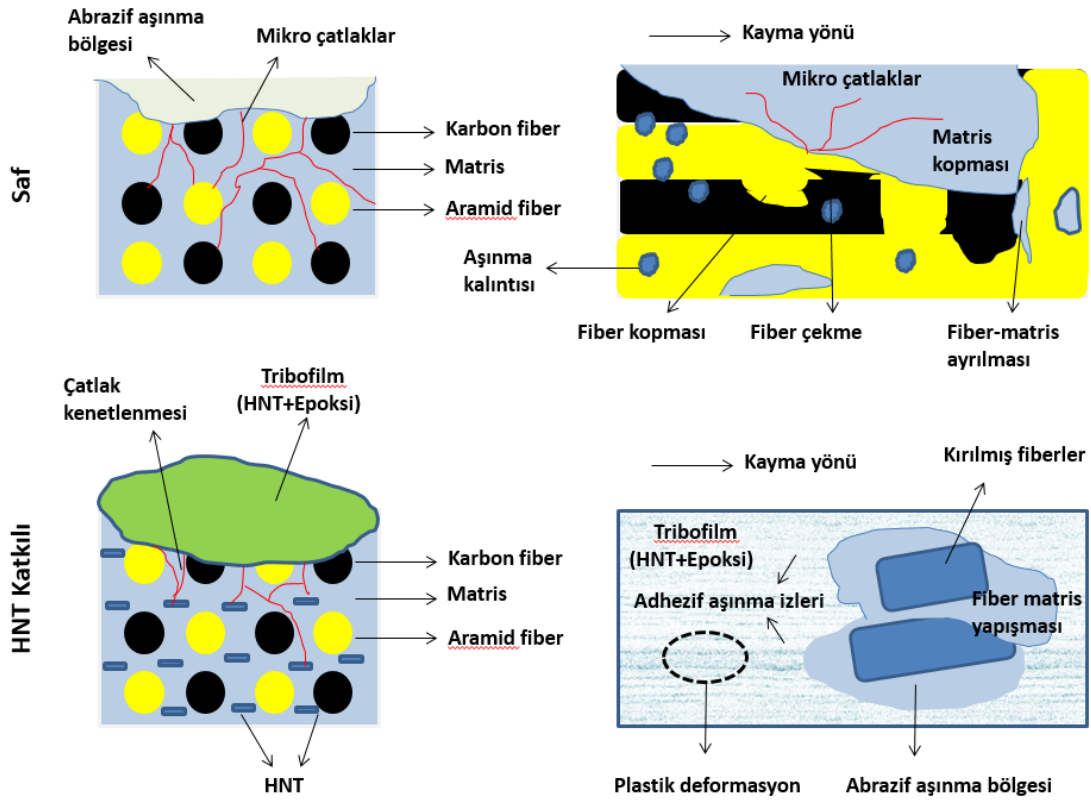 Saf
Abrazif aşınma
bölgesi
Mikro çatlaklar
Karbon fiber
Matris
Aramid fiber
Kayma yönü
Mikro çatlaklar
Matris
kopması
Aşınma
kalıntısı
Fiber kopması
Fiber çekme
Fiber-matris
ayrılması
HNT Katkılı
Çatlak
kenetlenmesi
Tribofilm
(HNT+Epoksi)
Karbon fiber
Matris
Aramid fiber
HNT
Kayma yönü
Kırılmış fiberler
Tribofilm
(HNT+Epoksi)
Adhezif aşınma izleri
Fiber matris
yapışması
Plastik deformasyon
Abrazif aşınma bölgesi